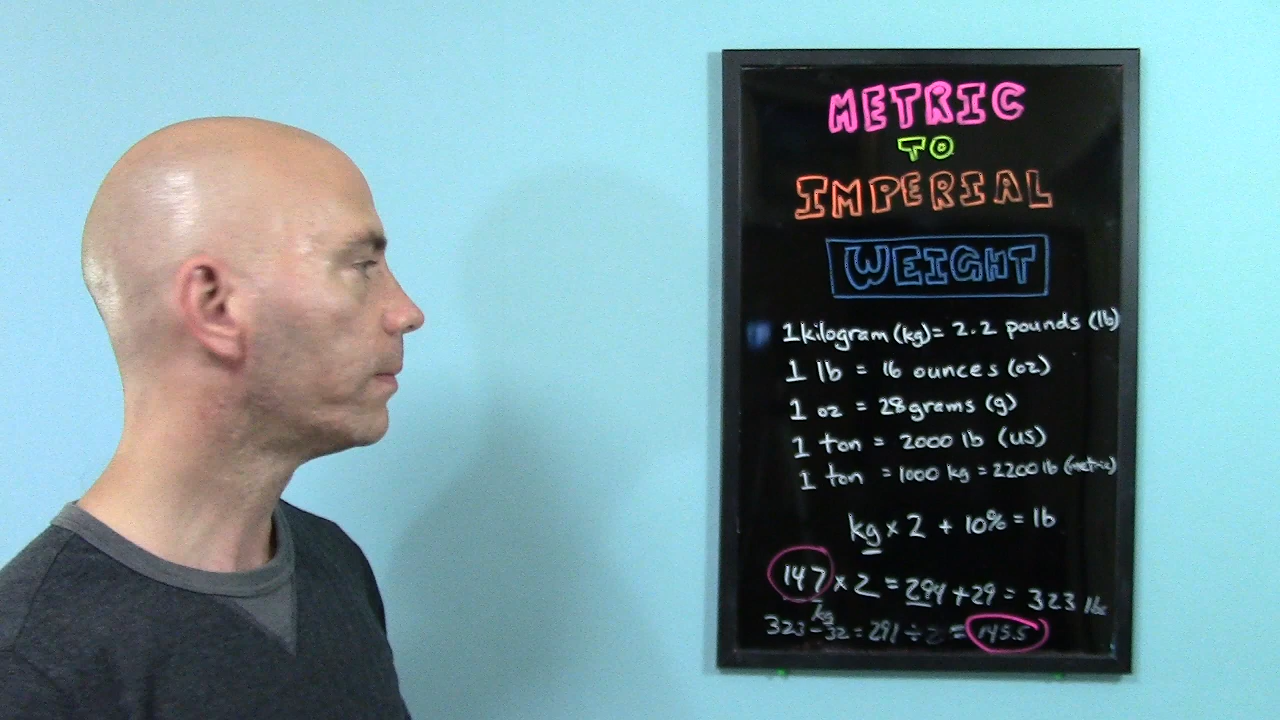 METRIC
TO
IMPERIAL
WEIGHT
1 kilogram (kg) = 2.2 pounds (lb)
1 lb = 16 ounces (oz)
1 oz = 28 grams (g)
1 ton = 2000 lb (us)
1 ton = 1000 kg = 2200 lb (metric)
kg x 2 + 10% = lb
147 x 2 = 294 + 29 = 323 lbs
kg
323 - 32 = 291 ÷ 2 = 145.5